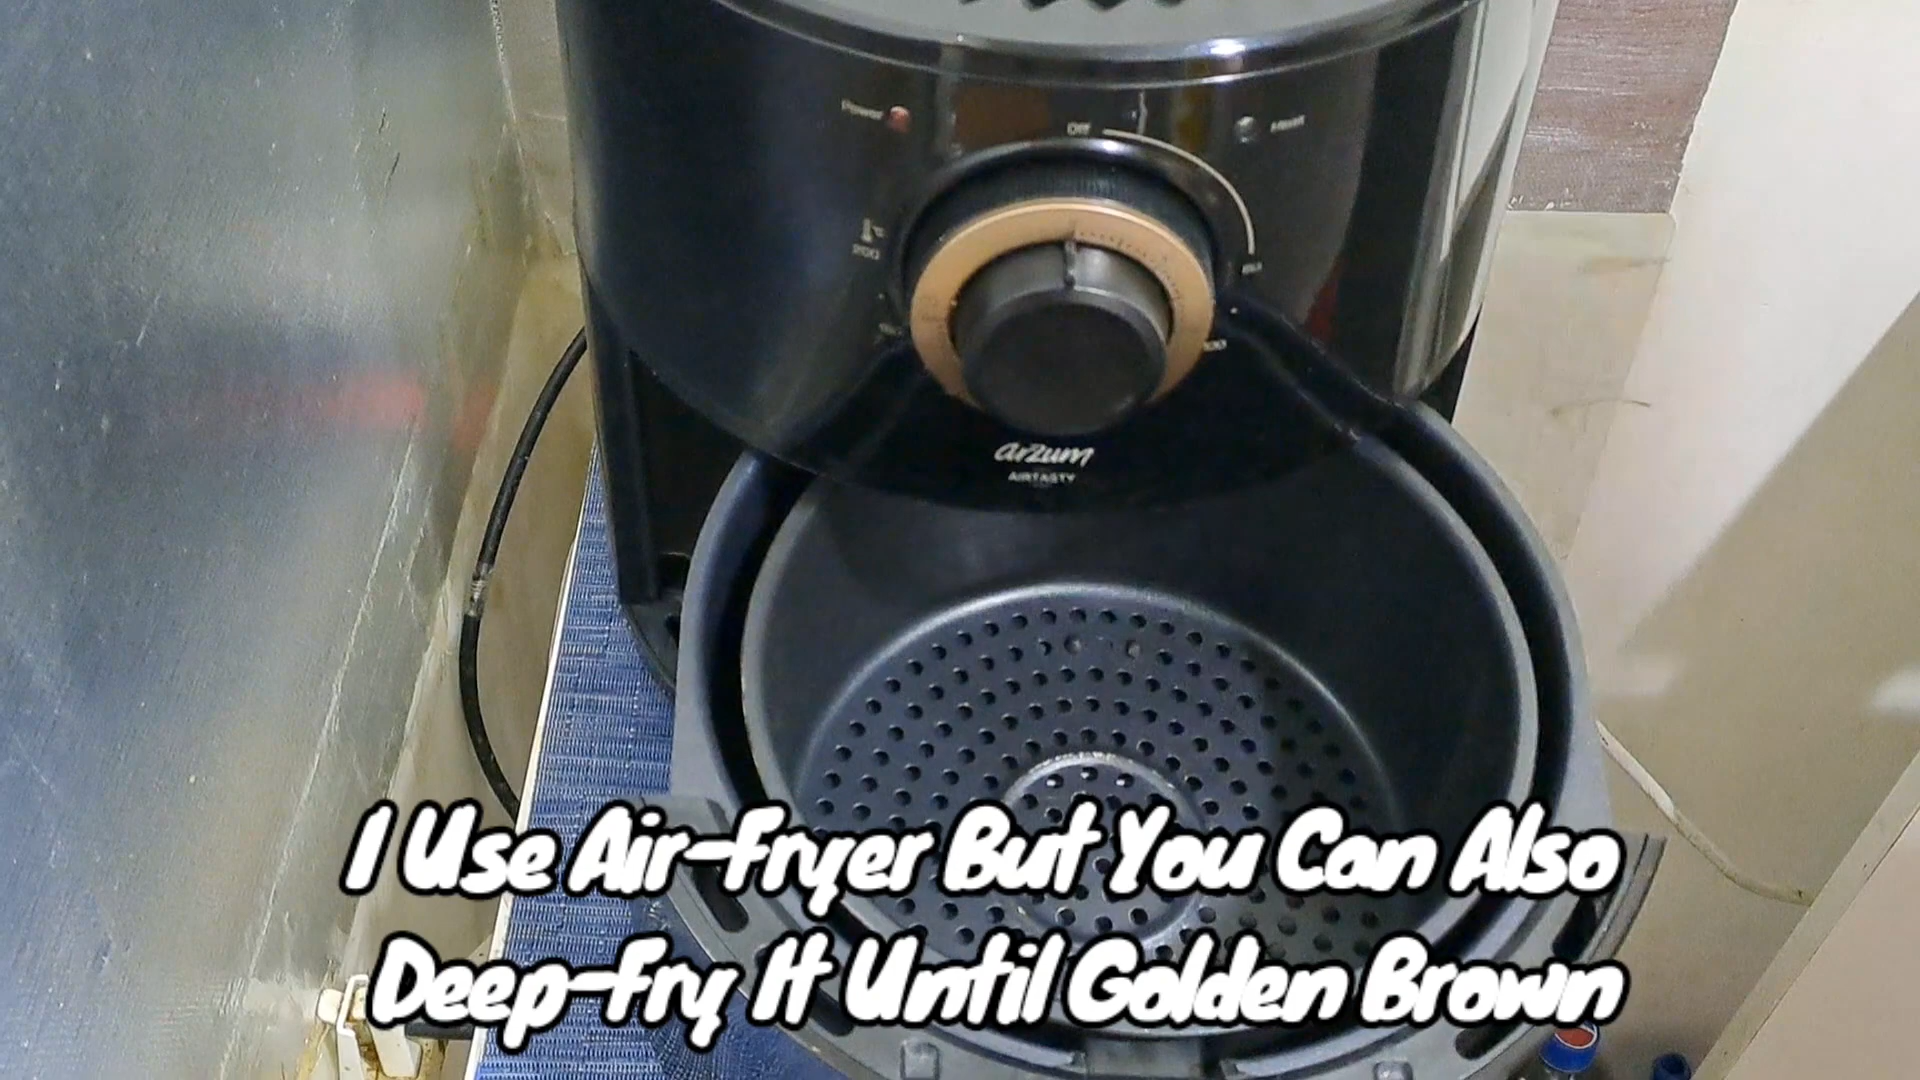 Power
Off
Heat
200
arzum
AIRTASTY
I Use Air-Fryer But You Can Also
Deep-Fry It Until Golden Brown